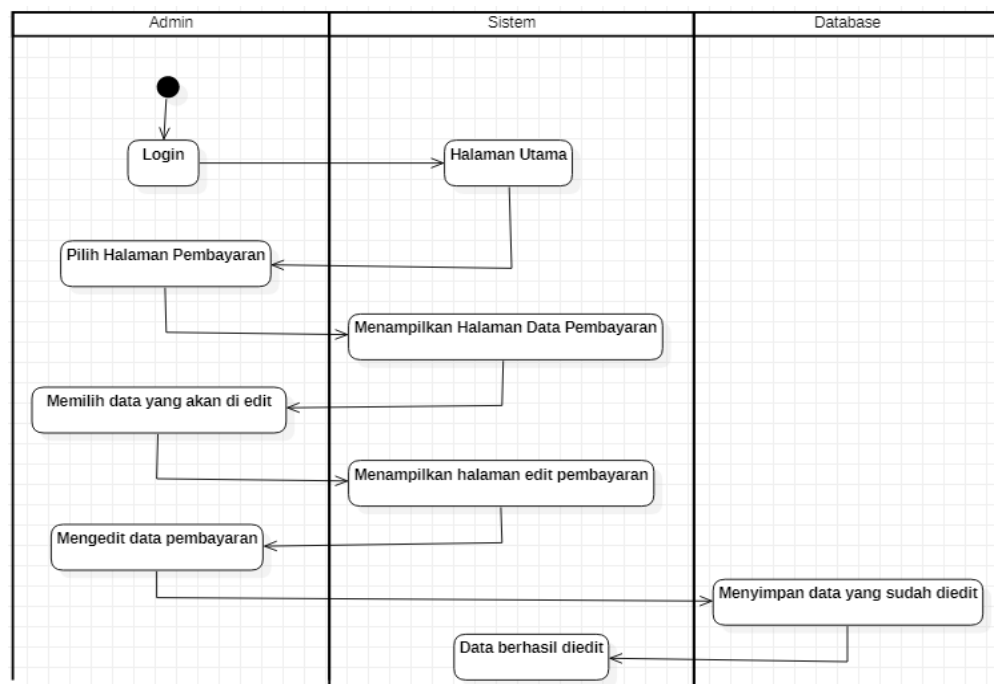 Admin
Sistem
Database
Login
Halaman Utama
Pilih Halaman Pembayaran
Menampilkan Halaman Data Pembayaran
Memilih data yang akan di edit
Menampilkan halaman edit pembayaran
Mengedit data pembayaran
Menyimpan data yang sudah diedit
Data berhasil diedit